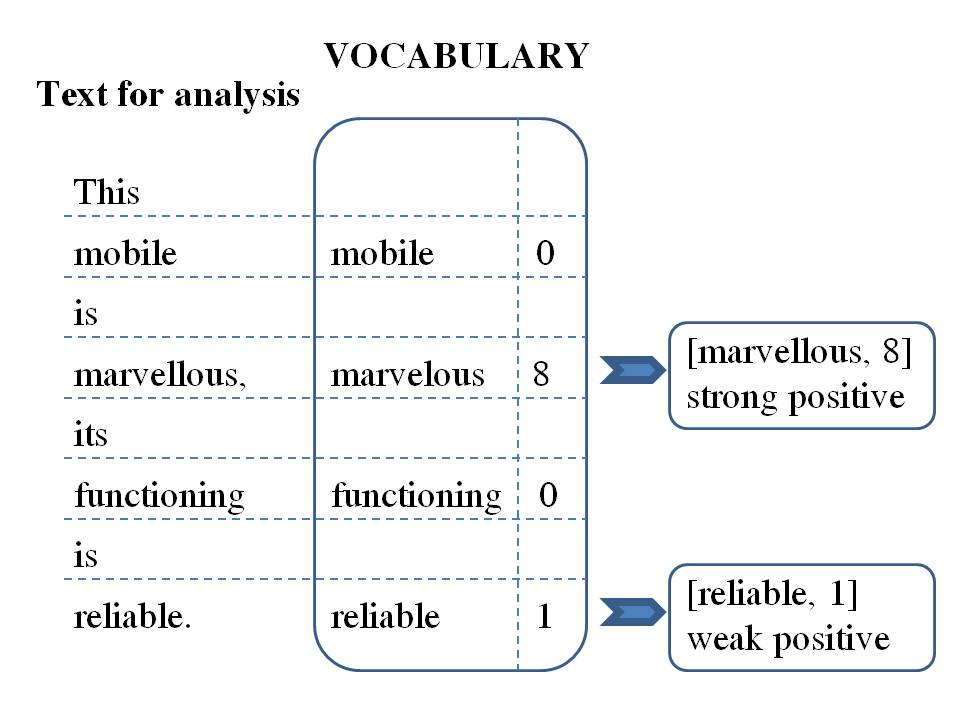 VOCABULARY
Text for analysis
This
mobile mobile 0
is
marvellous, marvelous 8
[marvellous, 8]
strong positive
its
functioning functioning 0
is
reliable. reliable 1
[reliable, 1]
weak positive